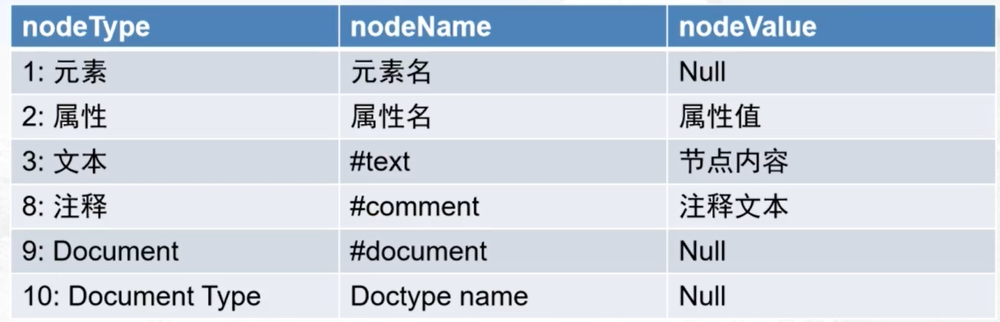 nodeType nodeName nodeValue
1: 元素 元素名 Null
2: 属性 属性名 属性值
3: 文本 #text 节点内容
8: 注释 #comment 注释文本
9: Document #document Null
10: Document Type Doctype name Null